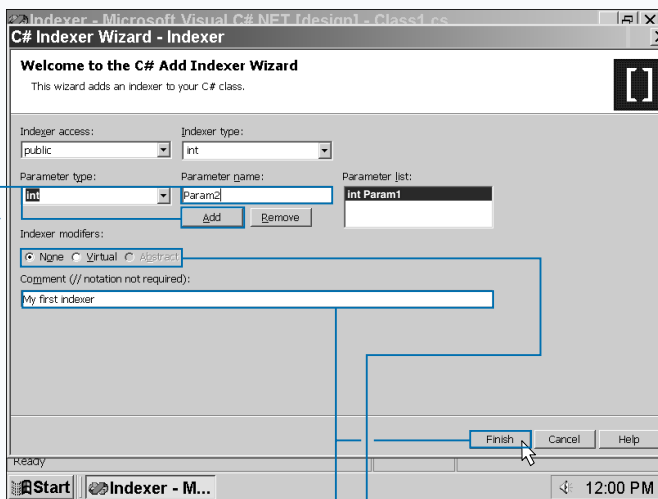 Indexer - Microsoft Visual C# .NET [design] - Class1.cs
C# Indexer Wizard - Indexer
Welcome to the C# Add Indexer Wizard
This wizard adds an indexer to your C# class.
Indexer access:
Indexer type:
public
int
Parameter type:
Parameter name:
Parameter list:
int
Param2
int Param1
Add
Remove
Indexer modifers:
None
Virtual
Abstract
Comment (// notation not required):
My first indexer
Finish
Cancel
Help
Ready
Start
Indexer - M...
12:00 PM